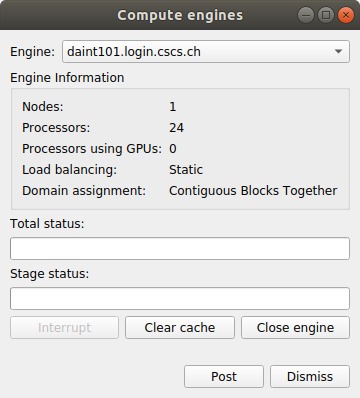 Compute engines
Engine: daint101.login.cscs.ch
Engine Information
Nodes: 1
Processors: 24
Processors using GPUs: 0
Load balancing: Static
Domain assignment: Contiguous Blocks Together
Total status:
Stage status:
Interrupt Clear cache Close engine
Post Dismiss